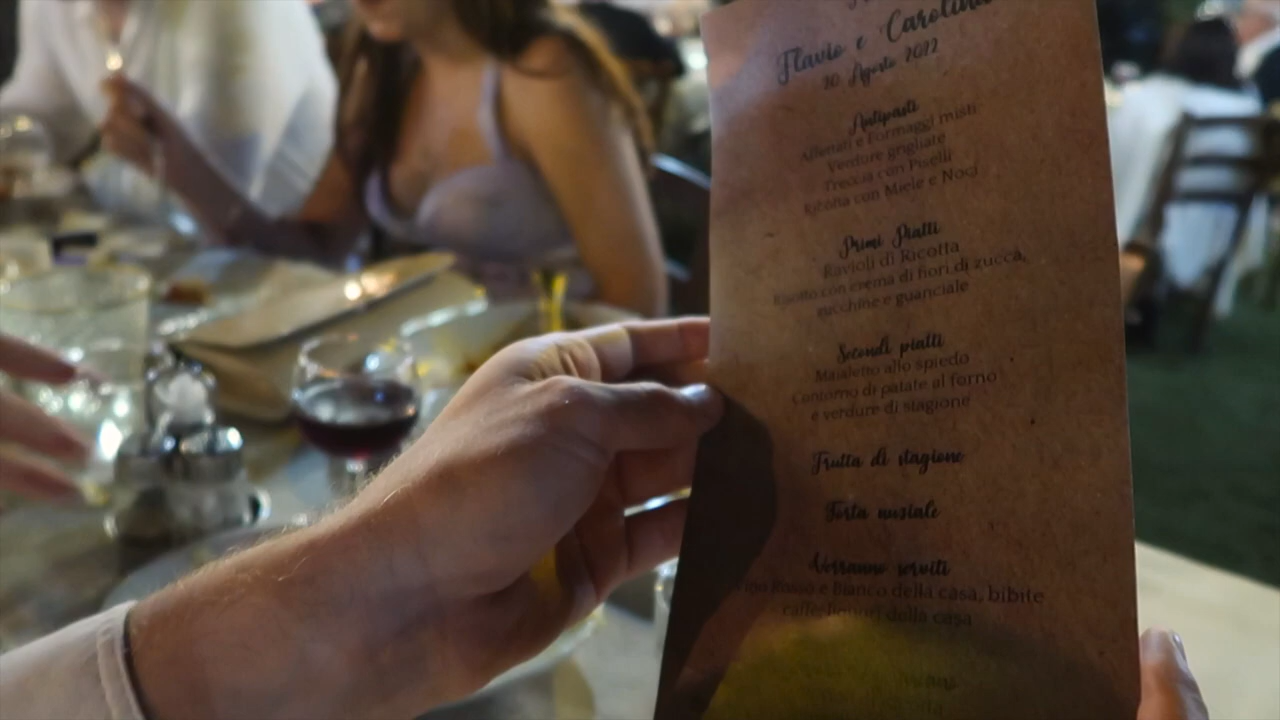 Flavio e Carolina
30 Agosto 2022
Antipasti
Affettati e Formaggi misti
Verdure grigliate
Treccia con Piselli
Ricotta con Miele e Noci
Primi Piatti
Ravioli di Ricotta
Risotto con crema di fiori di zucca,
zucchine e guanciale
Secondi piatti
Maialetto allo spiedo
Contorno di patate al forno
e verdure di stagione
Frutta di stagione
Torta nuziale
Verranno serviti
Rosso e Bianco della casa, bibite
caffe, liquori della casa